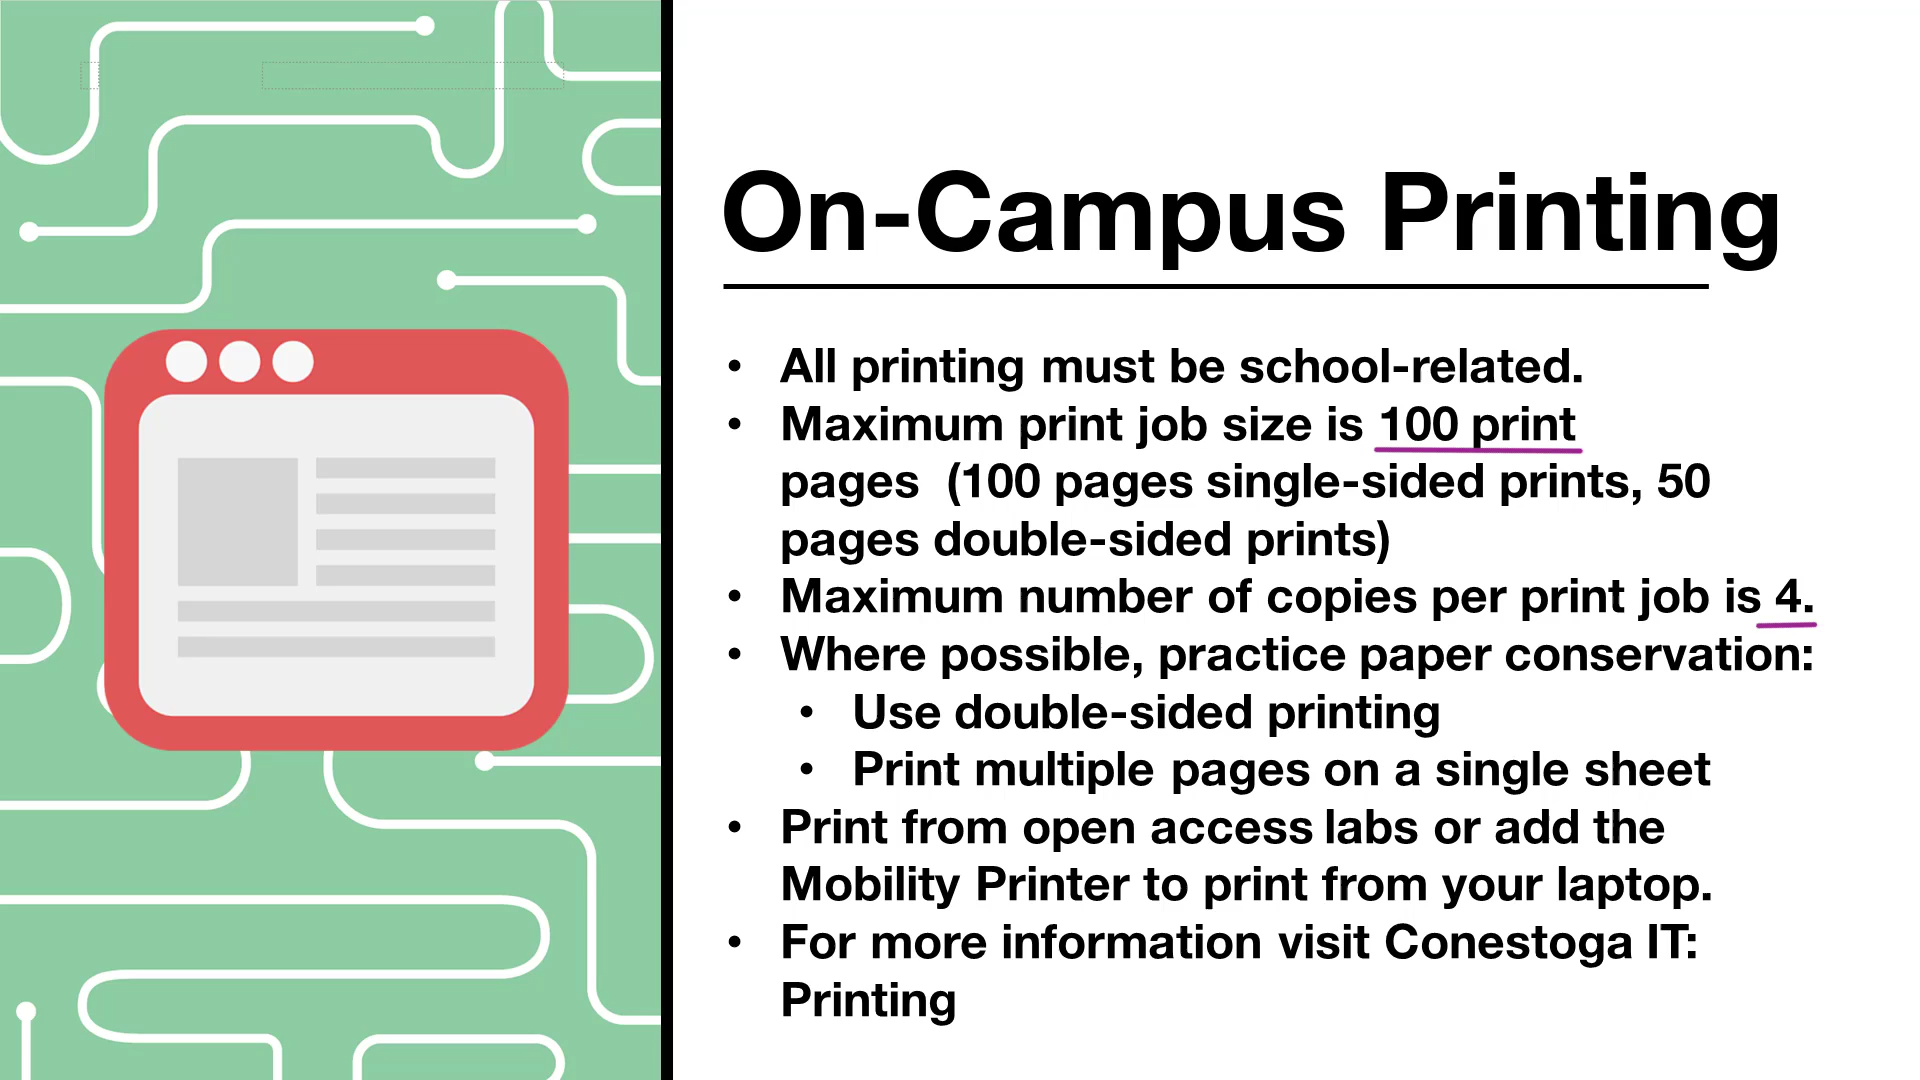 On-Campus Printing
• All printing must be school-related.
• Maximum print job size is 100 print
pages (100 pages single-sided prints, 50
pages double-sided prints)
• Maximum number of copies per print job is 4.
• Where possible, practice paper conservation:
• Use double-sided printing
• Print multiple pages on a single sheet
• Print from open access labs or add the
Mobility Printer to print from your laptop.
• For more information visit Conestoga IT:
Printing